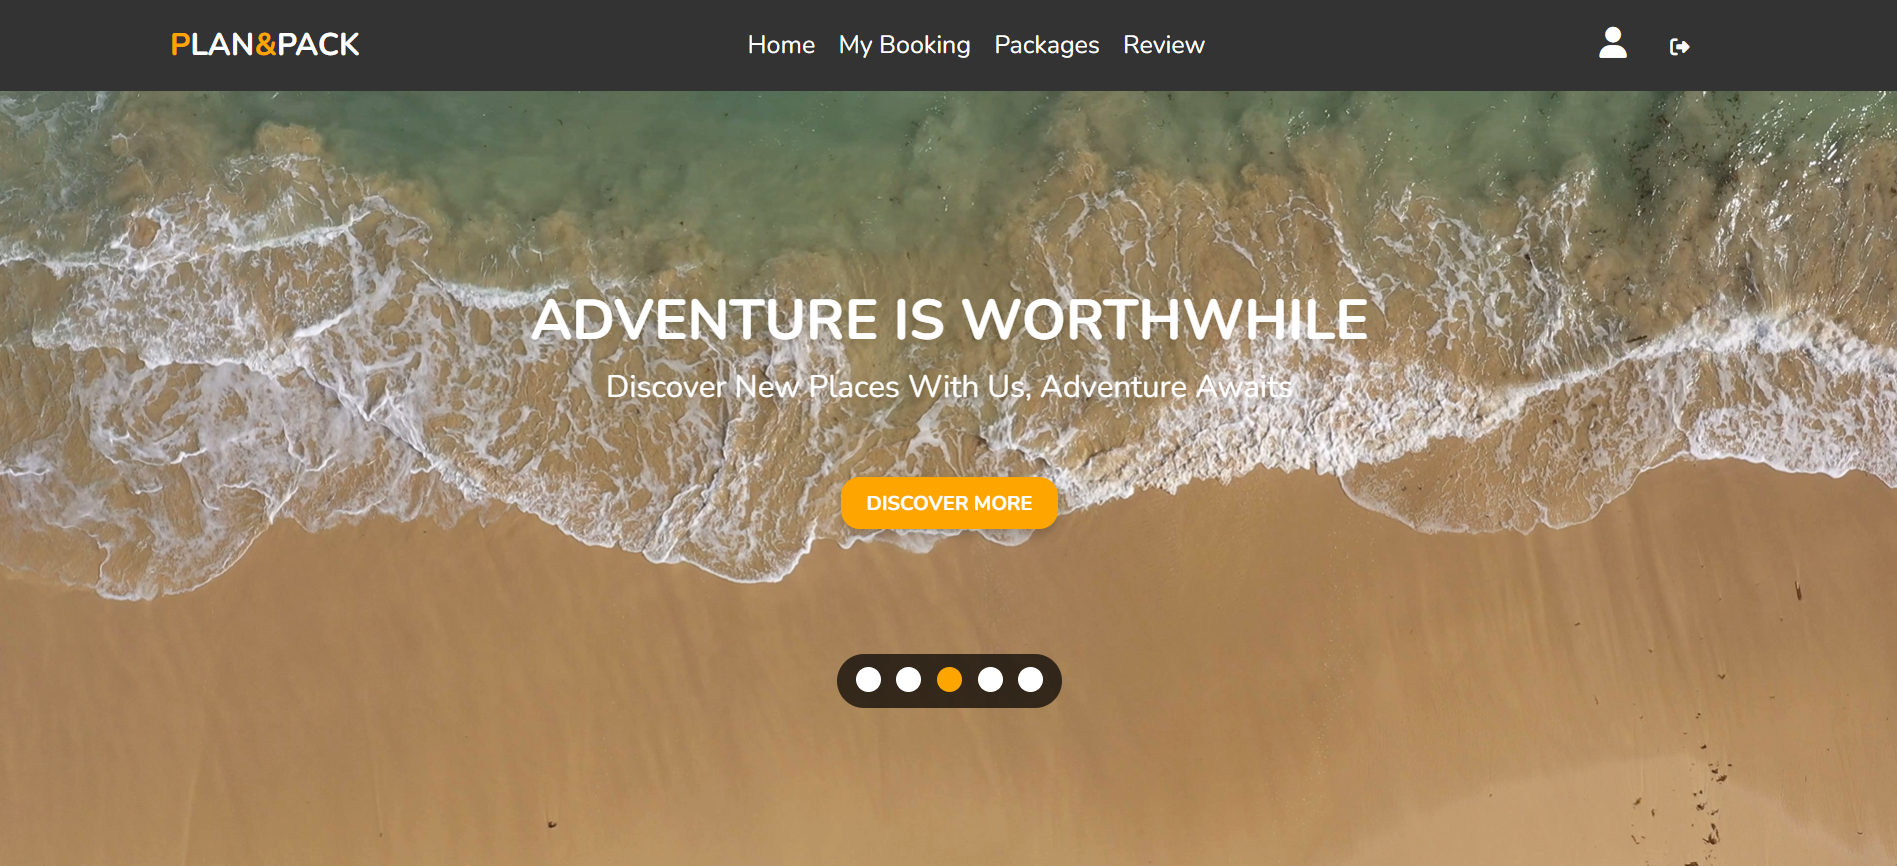 PLAN&PACK
Home My Booking Packages Review
ADVENTURE IS WORTHWHILE
Discover New Places With Us, Adventure Awaits
DISCOVER MORE